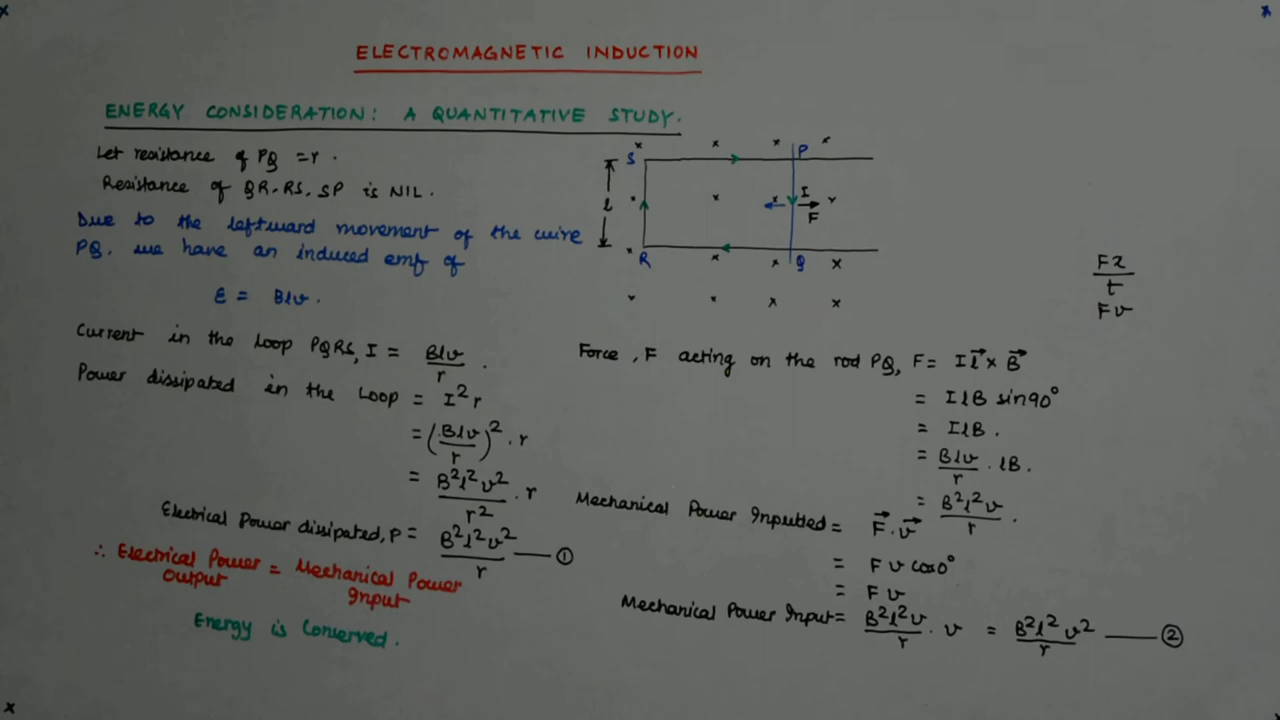 ELECTROMAGNETIC INDUCTION
ENERGY CONSIDERATION: A QUANTITATIVE STUDY.
Let resistance of PQ = r.
Resistance of QR, RS, SP is NIL.
Due to the leftward movement of the wire
PQ, we have an induced emf of
ε = Blv.
Current in the loop PQRS, I = Blv/r.
Power dissipated in the loop = I²r
= (Blv/r)².r
= B²l²v²/r² . r
Electrical Power dissipated, P = B²l²v²/r —— ①
∴ Electrical Power Output = Mechanical Power Input
Energy is Conserved.
S P
l I
F
R Q
Fx/t
Fv
Force, F acting on the rod PQ, F = I l⃗ × B⃗
= I l B sin90°
= I l B.
= Blv/r . lB.
= B²l²v/r.
Mechanical Power Inputted = F⃗.v⃗
= F v cos0°
= F v
Mechanical Power Input = B²l²v/r . v = B²l²v²/r —— ②